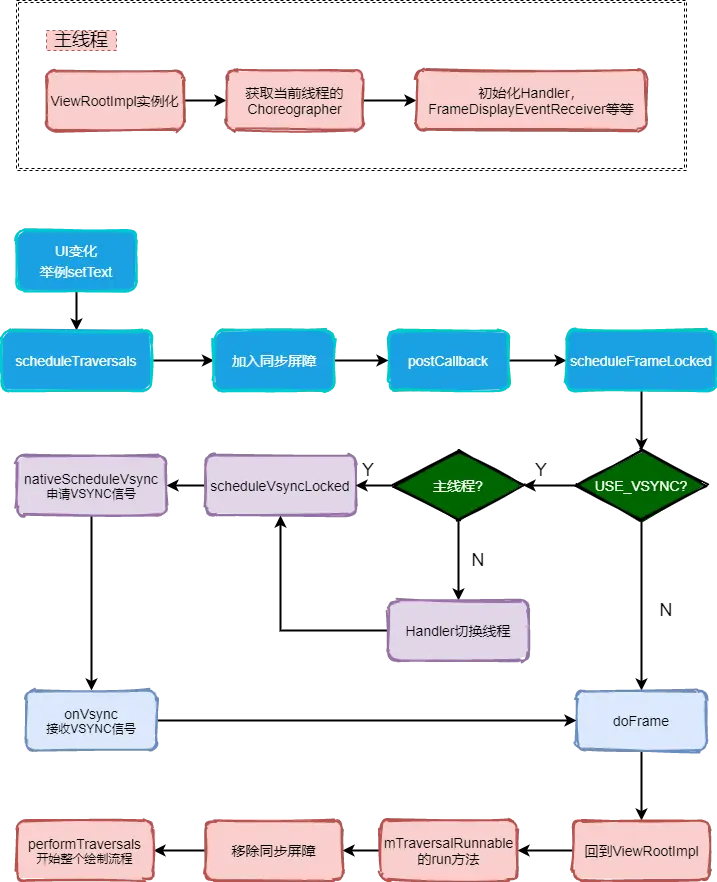 主线程
ViewRootImpl实例化
获取当前线程的
Choreographer
初始化Handler，
FrameDisplayEventReceiver等等
UI变化
举例setText
scheduleTraversals
加入同步屏障
postCallback
scheduleFrameLocked
nativeScheduleVsync
申请VSYNC信号
scheduleVsyncLocked
Y
主线程?
Y
USE_VSYNC?
N
N
Handler切换线程
onVsync
接收VSYNC信号
doFrame
performTraversals
开始整个绘制流程
移除同步屏障
mTraversalRunnable
的run方法
回到ViewRootImpl